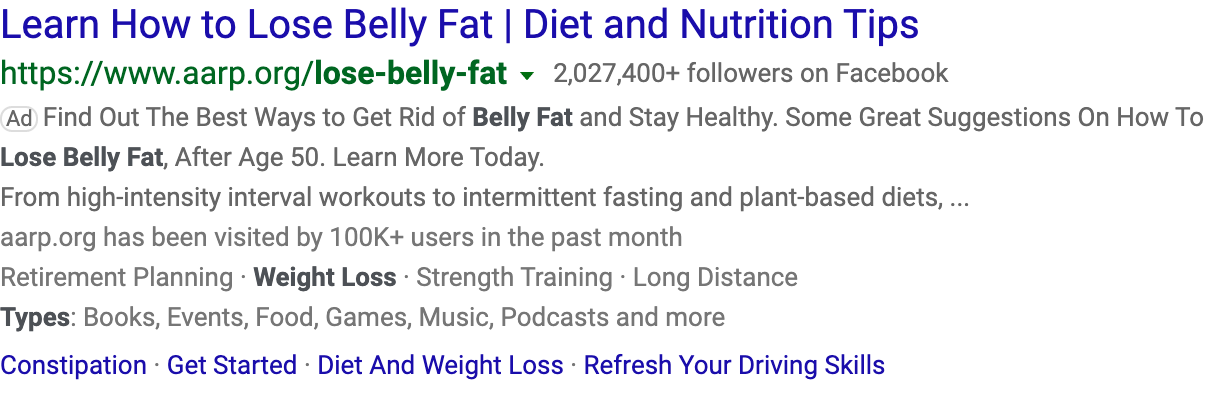 Learn How to Lose Belly Fat | Diet and Nutrition Tips
https://www.aarp.org/lose-belly-fat 2,027,400+ followers on Facebook
Ad Find Out The Best Ways to Get Rid of Belly Fat and Stay Healthy. Some Great Suggestions On How To
Lose Belly Fat, After Age 50. Learn More Today.
From high-intensity interval workouts to intermittent fasting and plant-based diets, ...
aarp.org has been visited by 100K+ users in the past month
Retirement Planning · Weight Loss · Strength Training · Long Distance
Types: Books, Events, Food, Games, Music, Podcasts and more
Constipation · Get Started · Diet And Weight Loss · Refresh Your Driving Skills